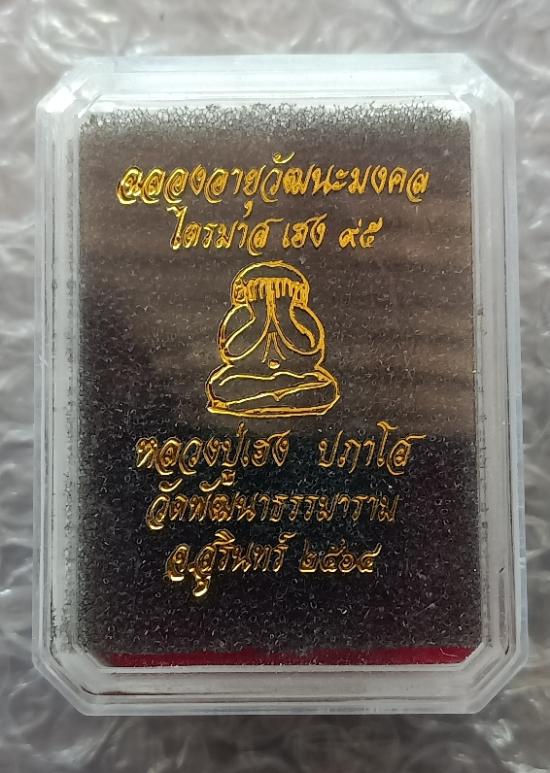 ฉลองอายุวัฒนะมงคล
ไตรมาส เฮง ๙๕
หลวงปู่เฮง ปภาโส
วัดพัฒนาธรรมาราม
จ.สุรินทร์ ๒๕๖๔